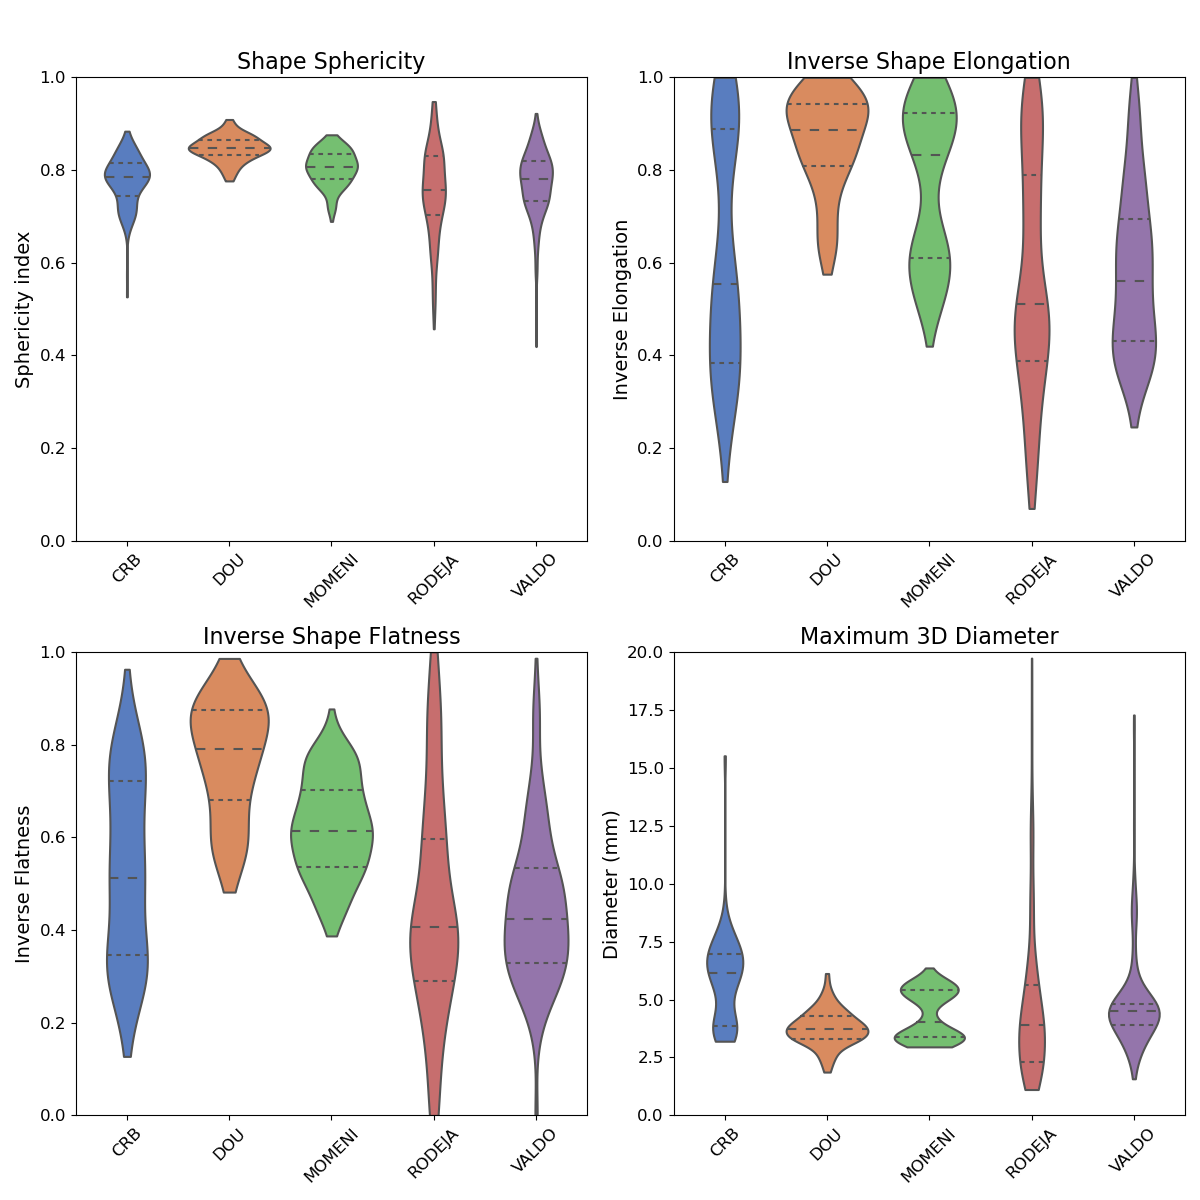 Shape Sphericity
1.0
0.8
0.6
0.4
0.2
0.0
Sphericity index
CRB
DOU
MOMENI
RODEJA
VALDO
Inverse Shape Elongation
1.0
0.8
0.6
0.4
0.2
0.0
Inverse Elongation
CRB
DOU
MOMENI
RODEJA
VALDO
Inverse Shape Flatness
1.0
0.8
0.6
0.4
0.2
0.0
Inverse Flatness
CRB
DOU
MOMENI
RODEJA
VALDO
Maximum 3D Diameter
20.0
17.5
15.0
12.5
10.0
7.5
5.0
2.5
0.0
Diameter (mm)
CRB
DOU
MOMENI
RODEJA
VALDO